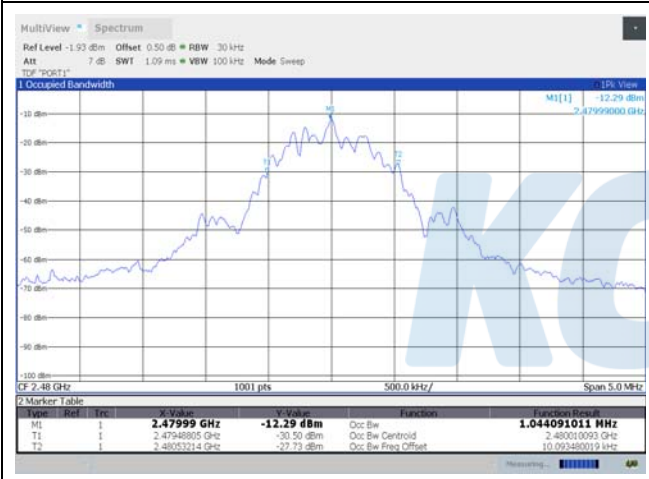 MultiView Spectrum
Ref Level -1.93 dBm Offset 0.50 dB RBW 30 kHz
Att 7 dB SWT 1.09 ms VBW 100 kHz Mode Sweep
TDF "PORT1"
1 Occupied Bandwidth 1Pk View
M1[1] -12.29 dBm
2.47999000 GHz
M1
-10 dBm
T1
T2
-20 dBm
-30 dBm
-40 dBm
-50 dBm
-60 dBm
-70 dBm
-80 dBm
-90 dBm
-100 dBm
CF 2.48 GHz 1001 pts 500.0 kHz/ Span 5.0 MHz
2 Marker Table
Type Ref Trc X-Value Y-Value Function Function Result
M1 1 2.47999 GHz -12.29 dBm Occ Bw 1.044091011 MHz
T1 1 2.47948805 GHz -30.50 dBm Occ Bw Centroid 2.480010093 GHz
T2 1 2.48053214 GHz -27.73 dBm Occ Bw Freq Offset 10.093480019 kHz
Measuring...
KC